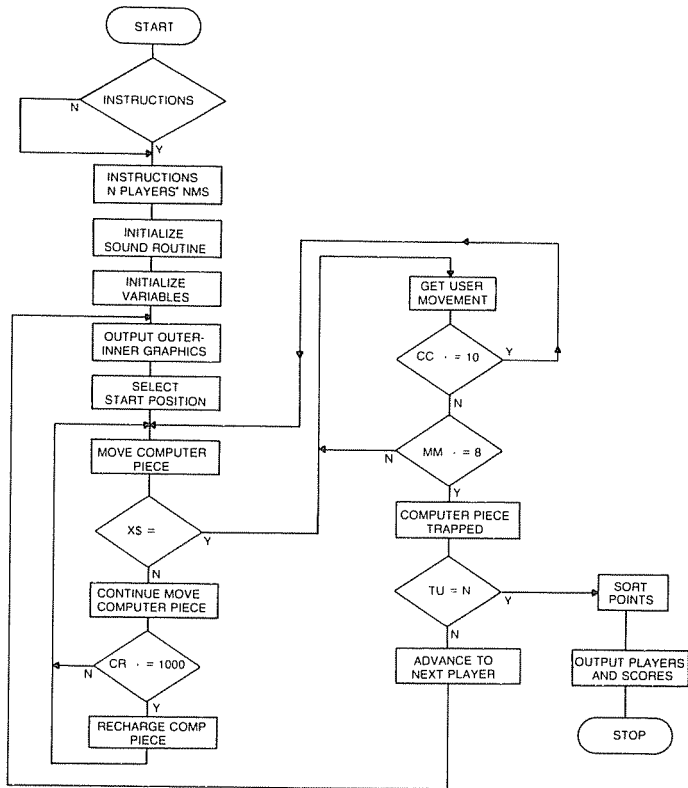 START
INSTRUCTIONS
N
Y
INSTRUCTIONS
N PLAYERS' NMS
INITIALIZE
SOUND ROUTINE
INITIALIZE
VARIABLES
OUTPUT OUTER-
INNER GRAPHICS
SELECT
START POSITION
MOVE COMPUTER
PIECE
X$ =
Y
N
CONTINUE MOVE
COMPUTER PIECE
CR · = 1000
N
Y
RECHARGE COMP
PIECE
GET USER
MOVEMENT
CC · = 10
Y
N
MM · = 8
N
Y
COMPUTER PIECE
TRAPPED
TU = N
Y
N
ADVANCE TO
NEXT PLAYER
SORT
POINTS
OUTPUT PLAYERS
AND SCORES
STOP